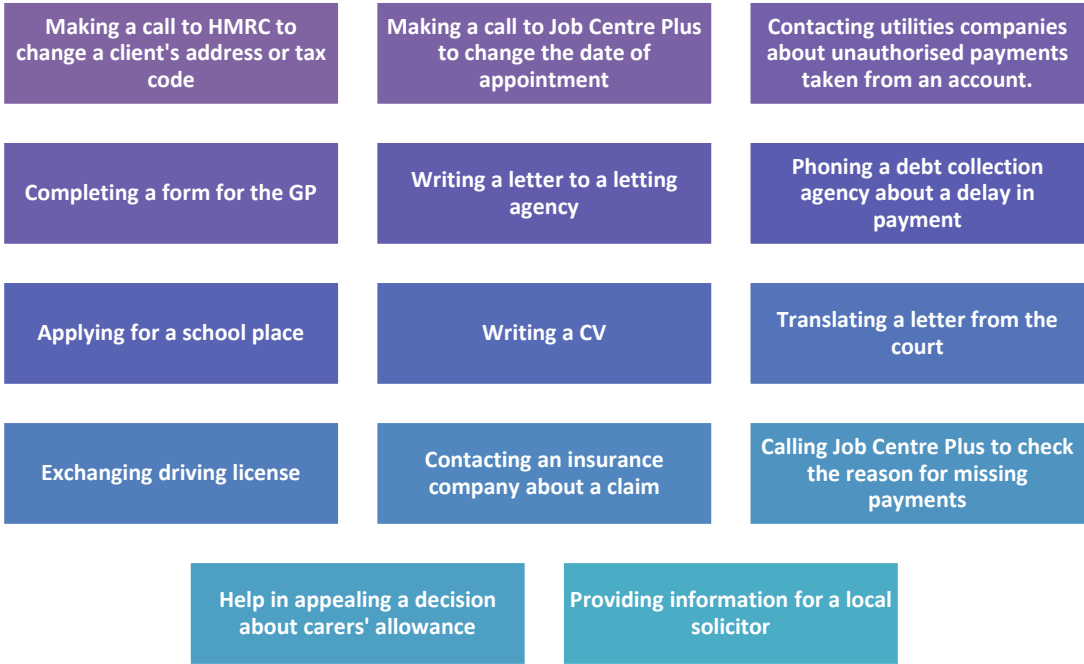 Making a call to HMRC to
change a client's address or tax
code
Making a call to Job Centre Plus
to change the date of
appointment
Contacting utilities companies
about unauthorised payments
taken from an account.
Completing a form for the GP
Writing a letter to a letting
agency
Phoning a debt collection
agency about a delay in
payment
Applying for a school place
Writing a CV
Translating a letter from the
court
Exchanging driving license
Contacting an insurance
company about a claim
Calling Job Centre Plus to check
the reason for missing
payments
Help in appealing a decision
about carers' allowance
Providing information for a local
solicitor